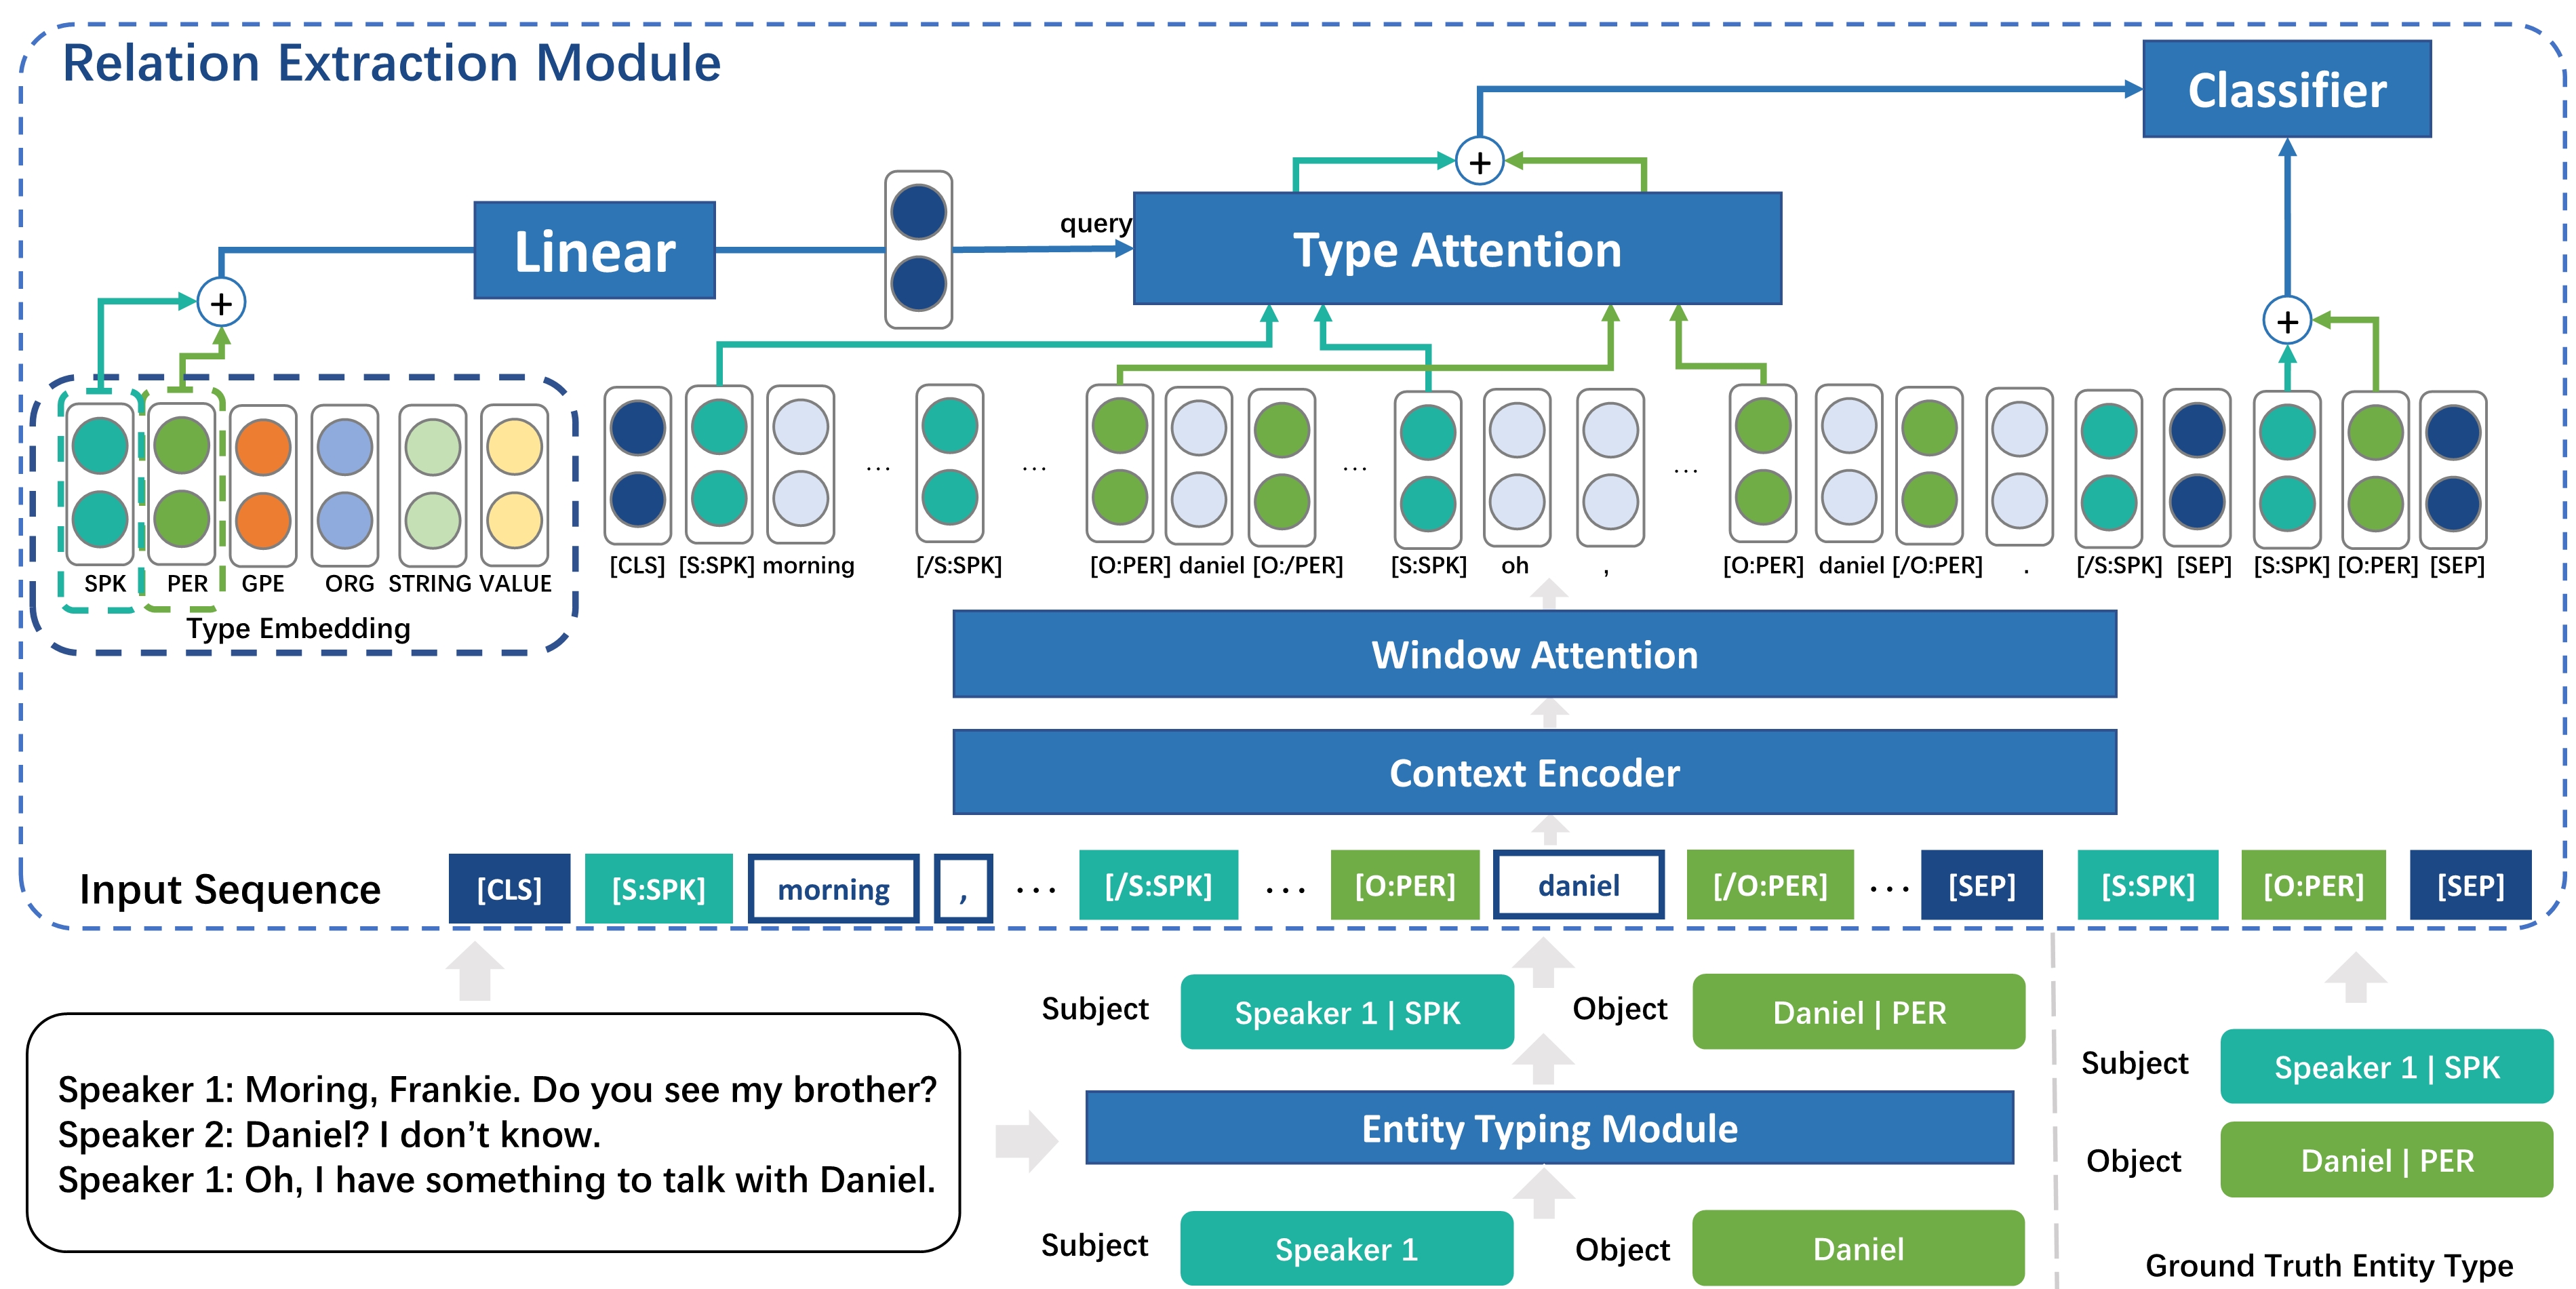 Relation Extraction Module
Classifier
+
query
Linear
Type Attention
+
+
SPK PER GPE ORG STRING VALUE
Type Embedding
... ... ... ...
[CLS] [S:SPK] morning [/S:SPK] [O:PER] daniel [O:/PER] [S:SPK] oh , [O:PER] daniel [/O:PER] . [/S:SPK] [SEP] [S:SPK] [O:PER] [SEP]
Window Attention
Context Encoder
Input Sequence [CLS] [S:SPK] morning , ... [/S:SPK] ... [O:PER] daniel [/O:PER] ... [SEP] [S:SPK] [O:PER] [SEP]
Speaker 1: Moring, Frankie. Do you see my brother?
Speaker 2: Daniel? I don't know.
Speaker 1: Oh, I have something to talk with Daniel.
Subject Speaker 1 | SPK Object Daniel | PER
Entity Typing Module
Subject Speaker 1 Object Daniel
Subject Speaker 1 | SPK
Object Daniel | PER
Ground Truth Entity Type